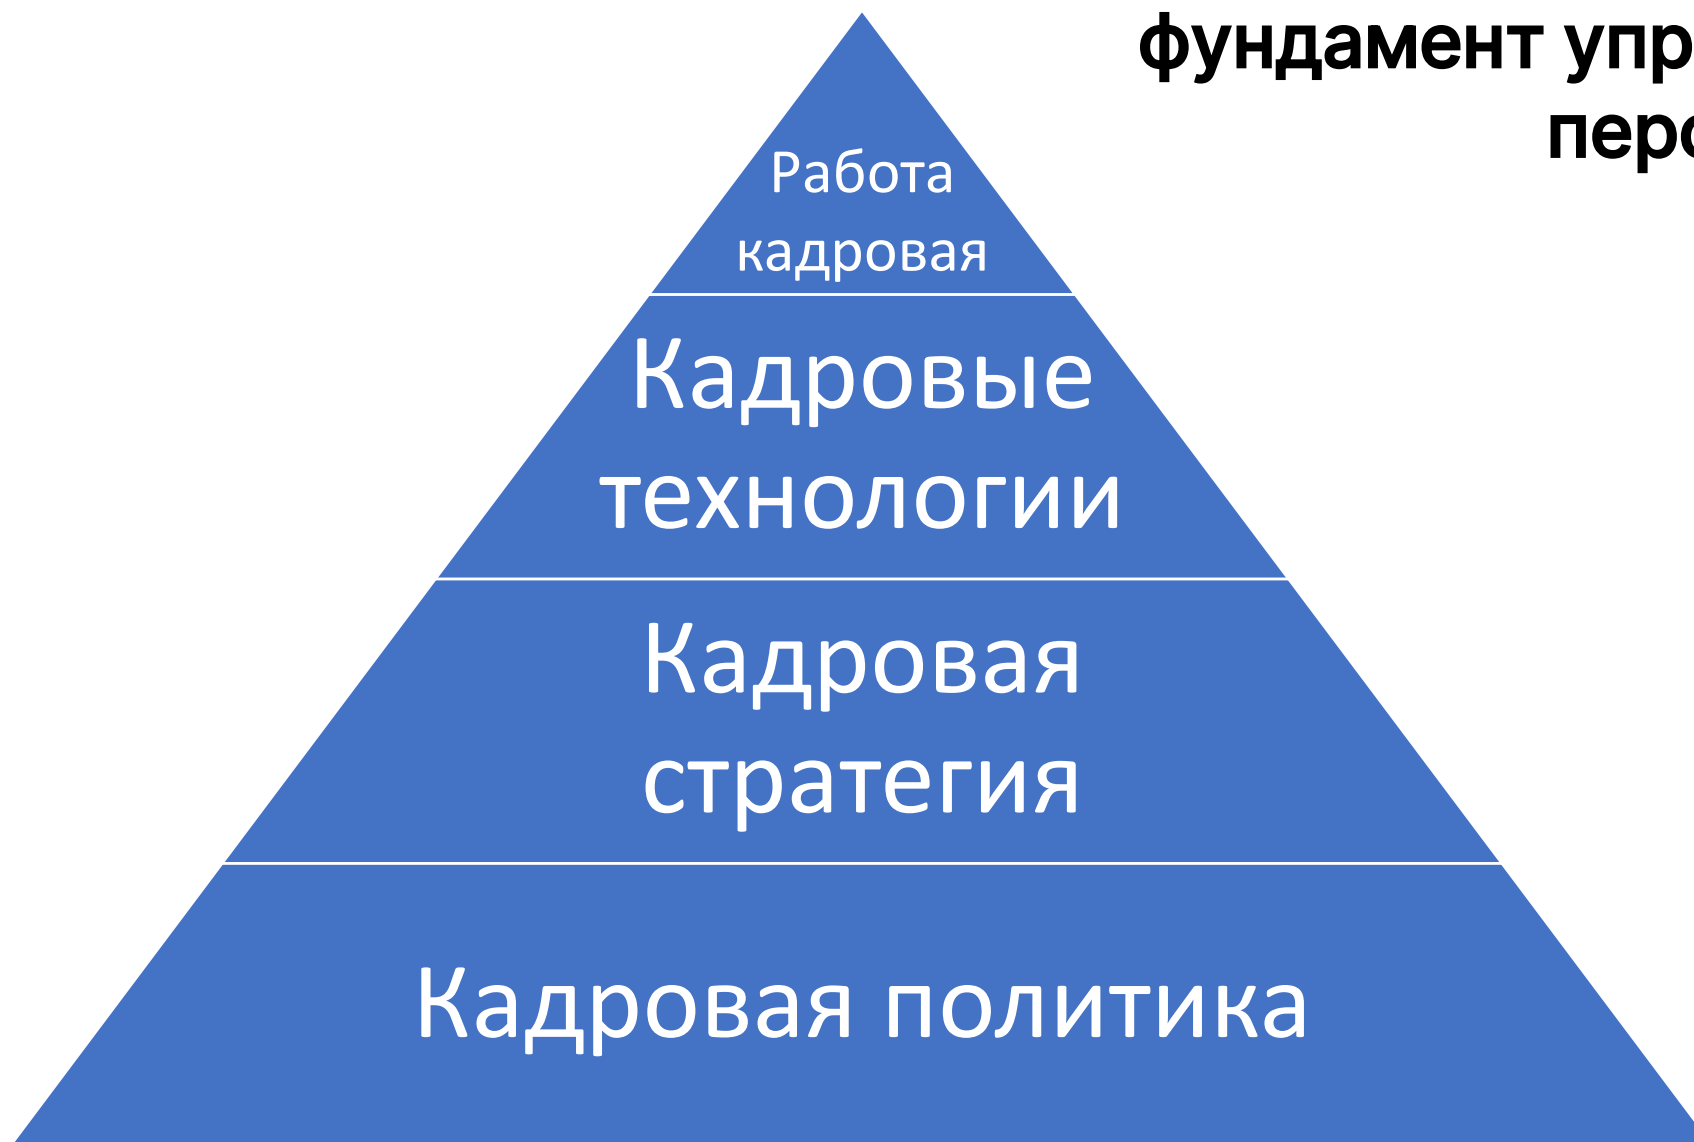 фундамент упр
перс
Работа
кадровая
Кадровые
технологии
Кадровая
стратегия
Кадровая политика